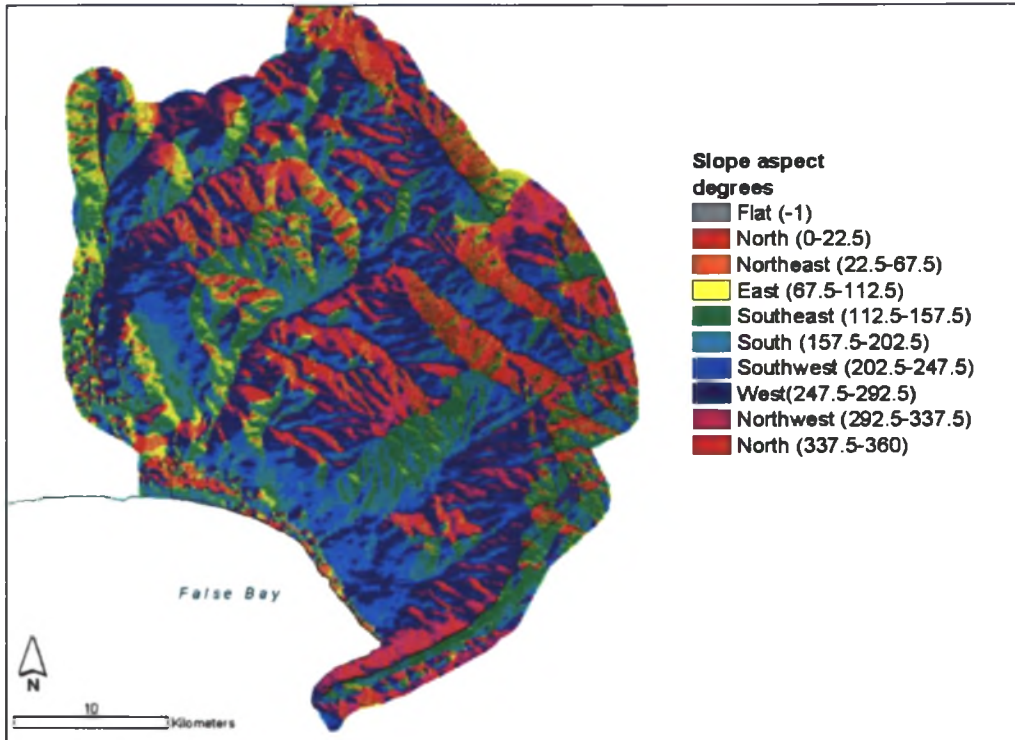 Slope aspect
degrees
Flat (-1)
North (0-22.5)
Northeast (22.5-67.5)
East (67.5-112.5)
Southeast (112.5-157.5)
South (157.5-202.5)
Southwest (202.5-247.5)
West(247.5-292.5)
Northwest (292.5-337.5)
North (337.5-360)
False Bay
N
10
Kilometers